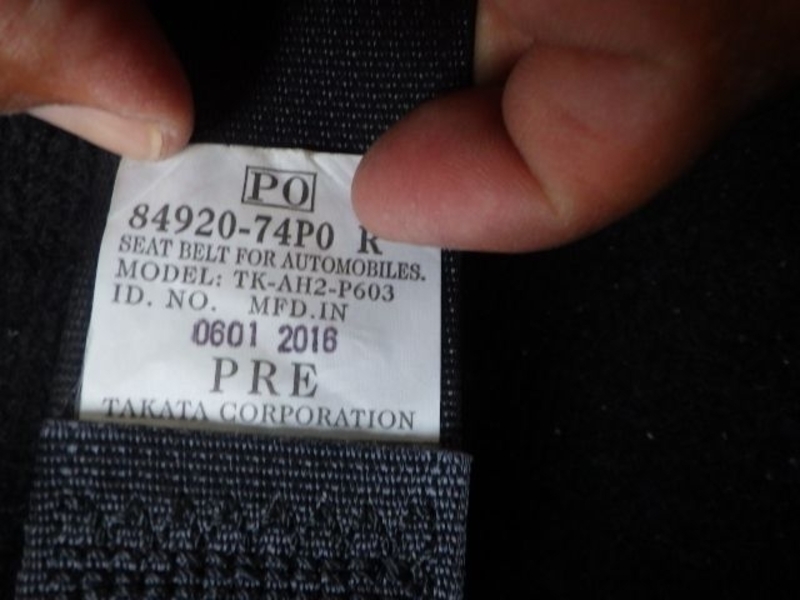 PO
84920-74P0 R
SEAT BELT FOR AUTOMOBILES.
MODEL: TK-AH2-P603
ID. NO. MFD.IN
0601 2016
PRE
TAKATA CORPORATION